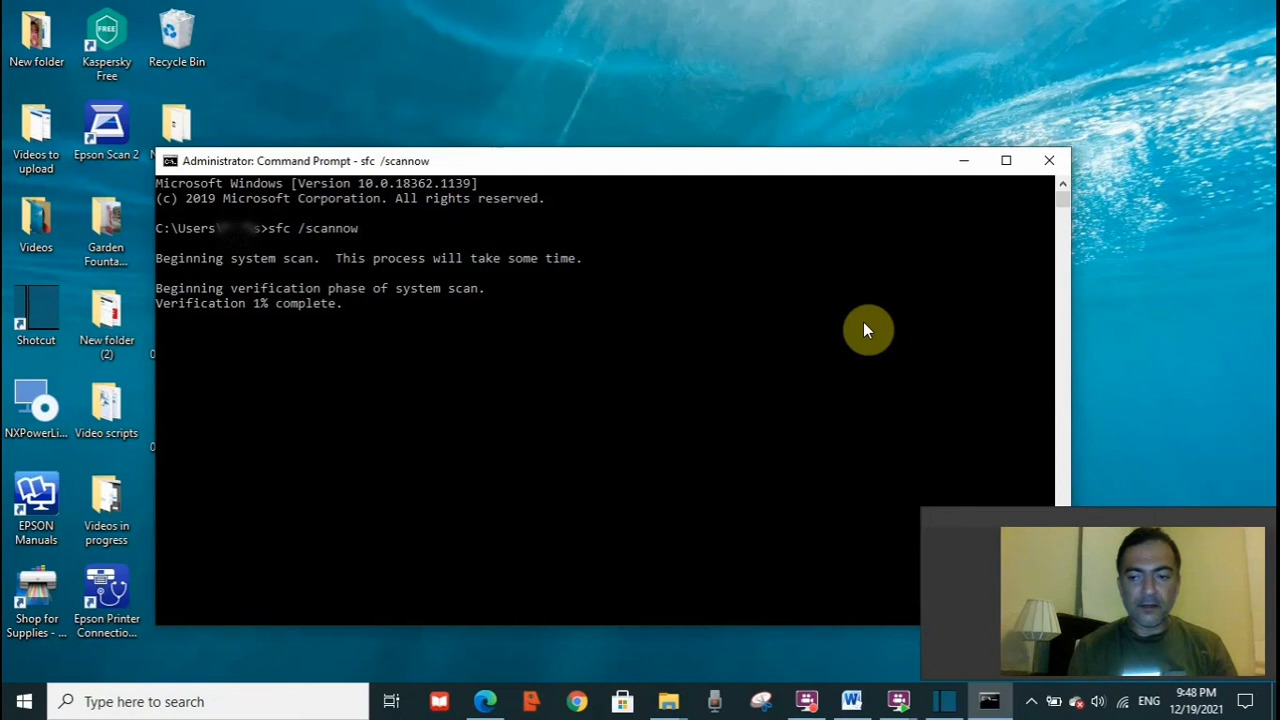 New folder
Kaspersky
Free
Recycle Bin
Videos to
upload
Epson Scan 2
Videos
Garden
Founta...
Shotcut
New folder
(2)
NXPowerLi...
Video scripts
EPSON
Manuals
Videos in
progress
Shop for
Supplies - ...
Epson Printer
Connectio...
Administrator: Command Prompt - sfc  /scannow
Microsoft Windows [Version 10.0.18362.1139]
(c) 2019 Microsoft Corporation. All rights reserved.
C:\Users\ s>sfc /scannow
Beginning system scan.  This process will take some time.
Beginning verification phase of system scan.
Verification 1% complete.
Type here to search
ENG
9:48 PM
12/19/2021